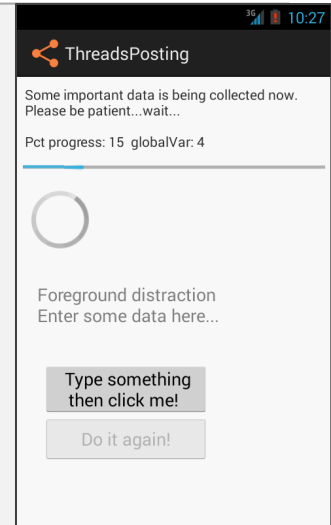 3G 10:27
ThreadsPosting
Some important data is being collected now.
Please be patient...wait...
Pct progress: 15 globalVar: 4
Foreground distraction
Enter some data here...
Type something
then click me!
Do it again!